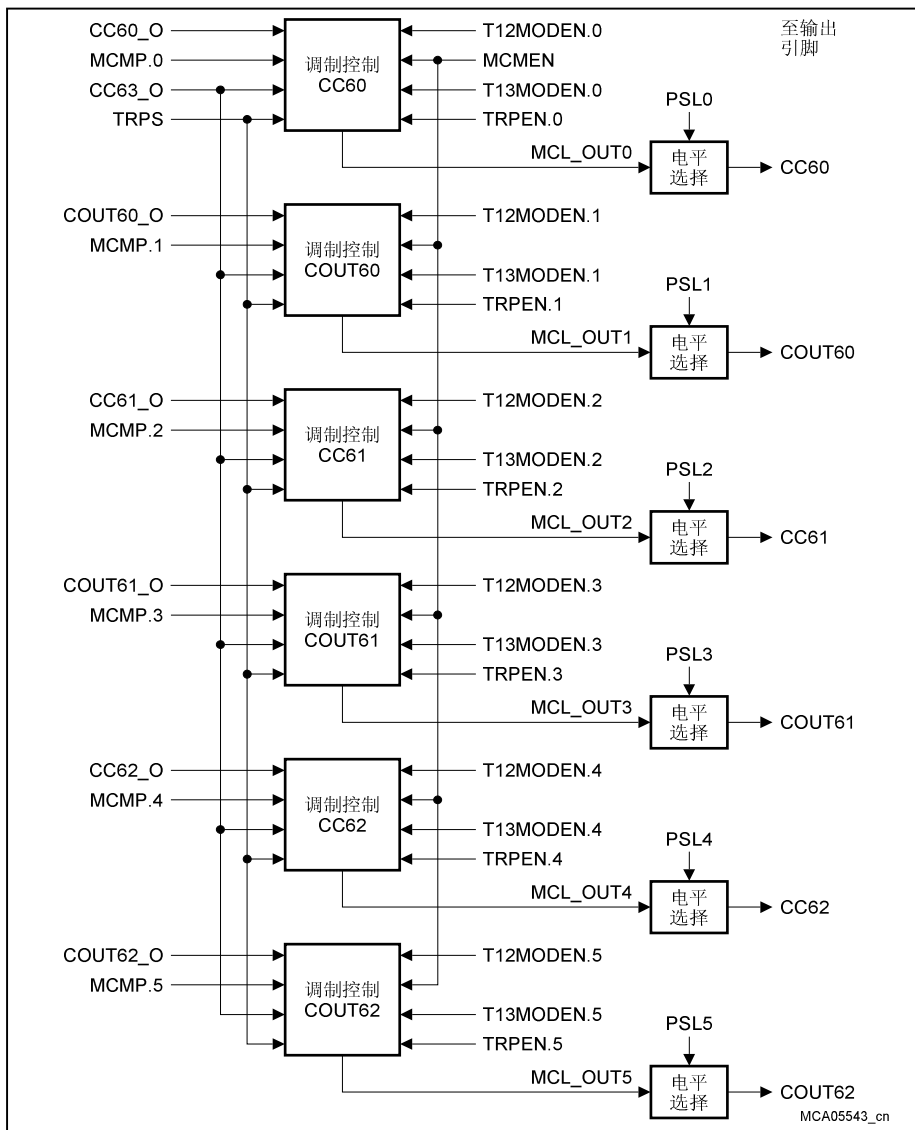 CC60_O
MCMP.0
CC63_O
TRPS
调制控制
CC60
T12MODEN.0
MCMEN
T13MODEN.0
TRPEN.0
至输出
引脚
MCL_OUT0
PSL0
电平
选择
CC60
COUT60_O
MCMP.1
调制控制
COUT60
T12MODEN.1
T13MODEN.1
TRPEN.1
MCL_OUT1
PSL1
电平
选择
COUT60
CC61_O
MCMP.2
调制控制
CC61
T12MODEN.2
T13MODEN.2
TRPEN.2
MCL_OUT2
PSL2
电平
选择
CC61
COUT61_O
MCMP.3
调制控制
COUT61
T12MODEN.3
T13MODEN.3
TRPEN.3
MCL_OUT3
PSL3
电平
选择
COUT61
CC62_O
MCMP.4
调制控制
CC62
T12MODEN.4
T13MODEN.4
TRPEN.4
MCL_OUT4
PSL4
电平
选择
CC62
COUT62_O
MCMP.5
调制控制
COUT62
T12MODEN.5
T13MODEN.5
TRPEN.5
MCL_OUT5
PSL5
电平
选择
COUT62
MCA05543_cn